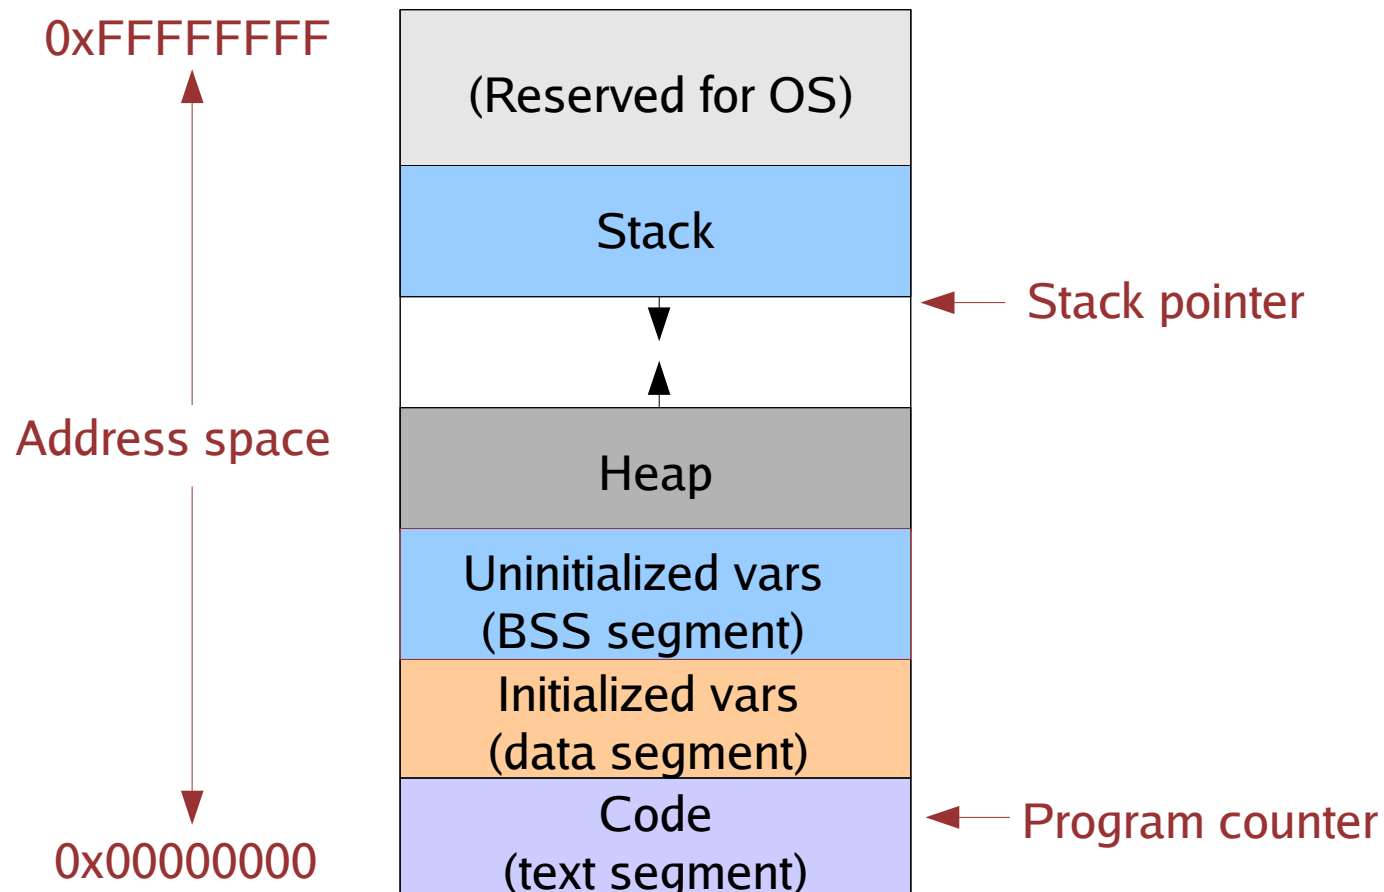 0xFFFFFFFF
(Reserved for OS)
Stack
Stack pointer
Address space
Heap
Uninitialized vars
(BSS segment)
Initialized vars
(data segment)
Code
(text segment)
Program counter
0x00000000